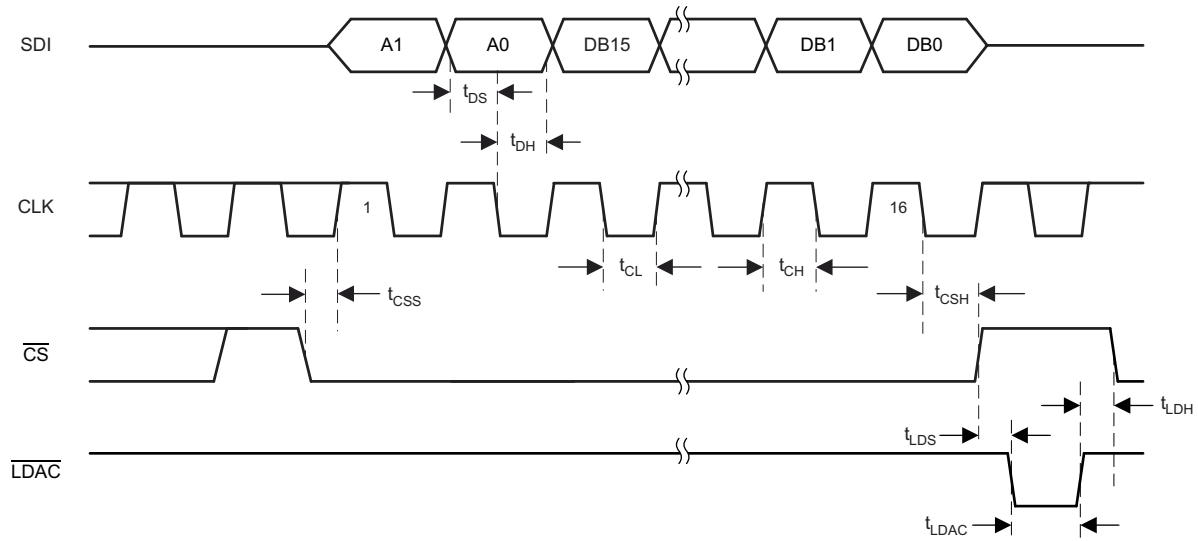 SDI A1 A0 DB15 DB1 DB0
tDS
tDH
CLK 1 16
tCL tCH
tCSS tCSH
CS
tLDH
tLDS
LDAC
tLDAC